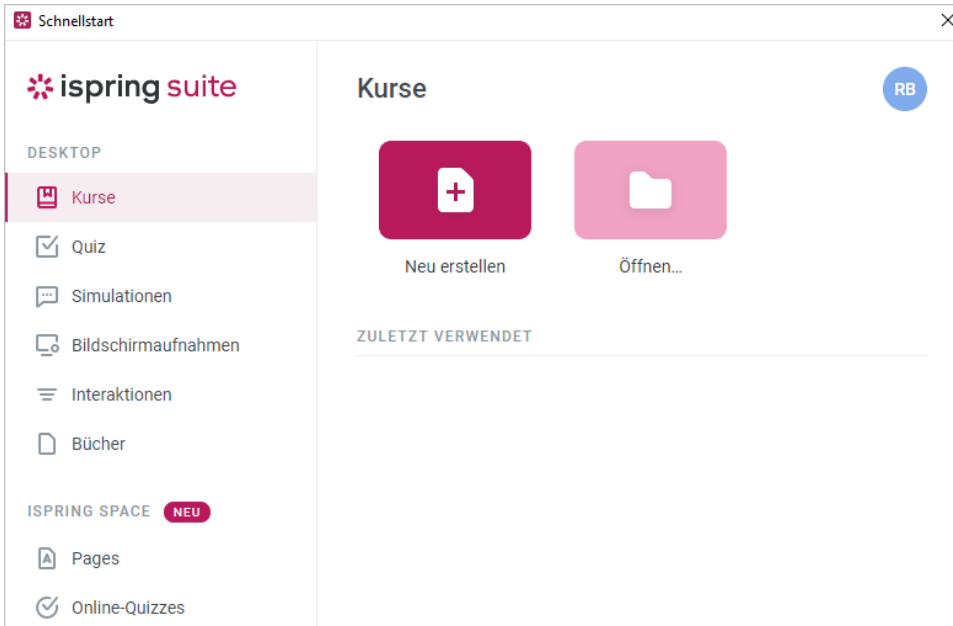 Schnellstart
ispring suite
DESKTOP
Kurse
Quiz
Simulationen
Bildschirmaufnahmen
Interaktionen
Bücher
ISPRING SPACE NEU
Pages
Online-Quizzes
Kurse
RB
Neu erstellen
Öffnen...
ZULETZT VERWENDET